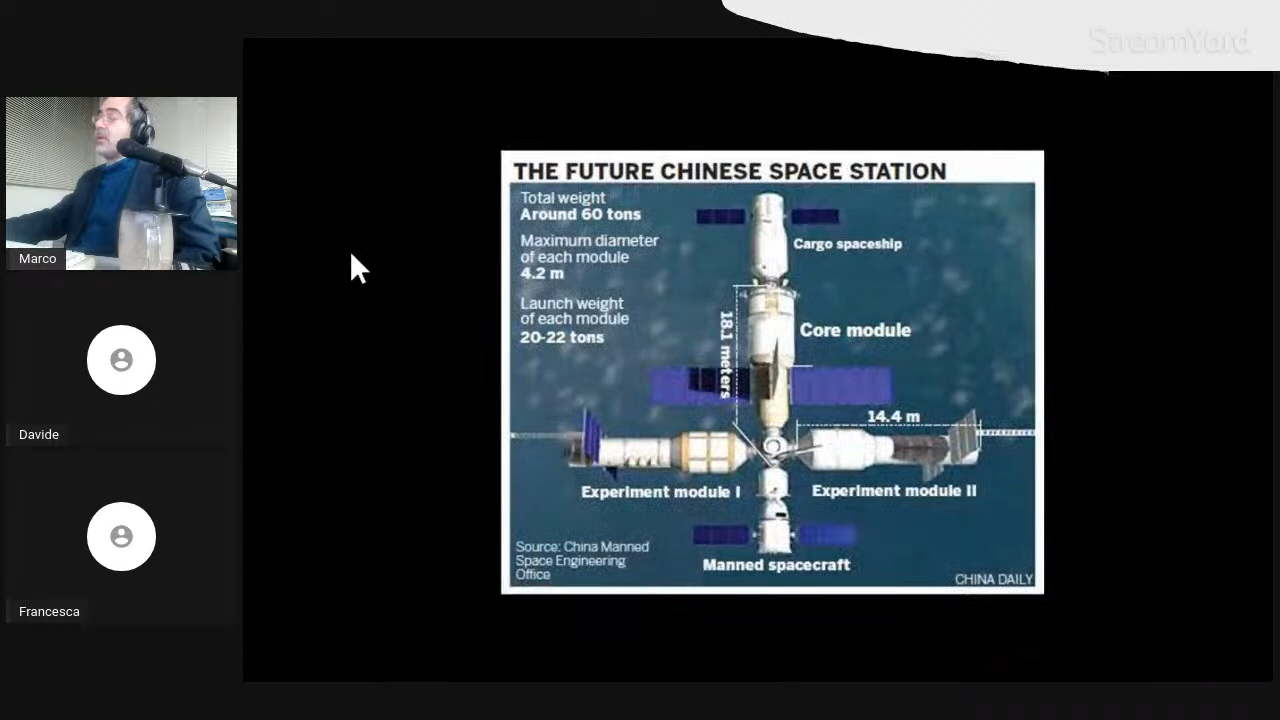 StreamYard
Marco
Davide
Francesca
THE FUTURE CHINESE SPACE STATION
Total weight
Around 60 tons
Maximum diameter
of each module
4.2 m
Launch weight
of each module
20-22 tons
Cargo spaceship
18.1 meters
Core module
14.4 m
Experiment module I
Experiment module II
Manned spacecraft
Source: China Manned
Space Engineering
Office
CHINA DAILY